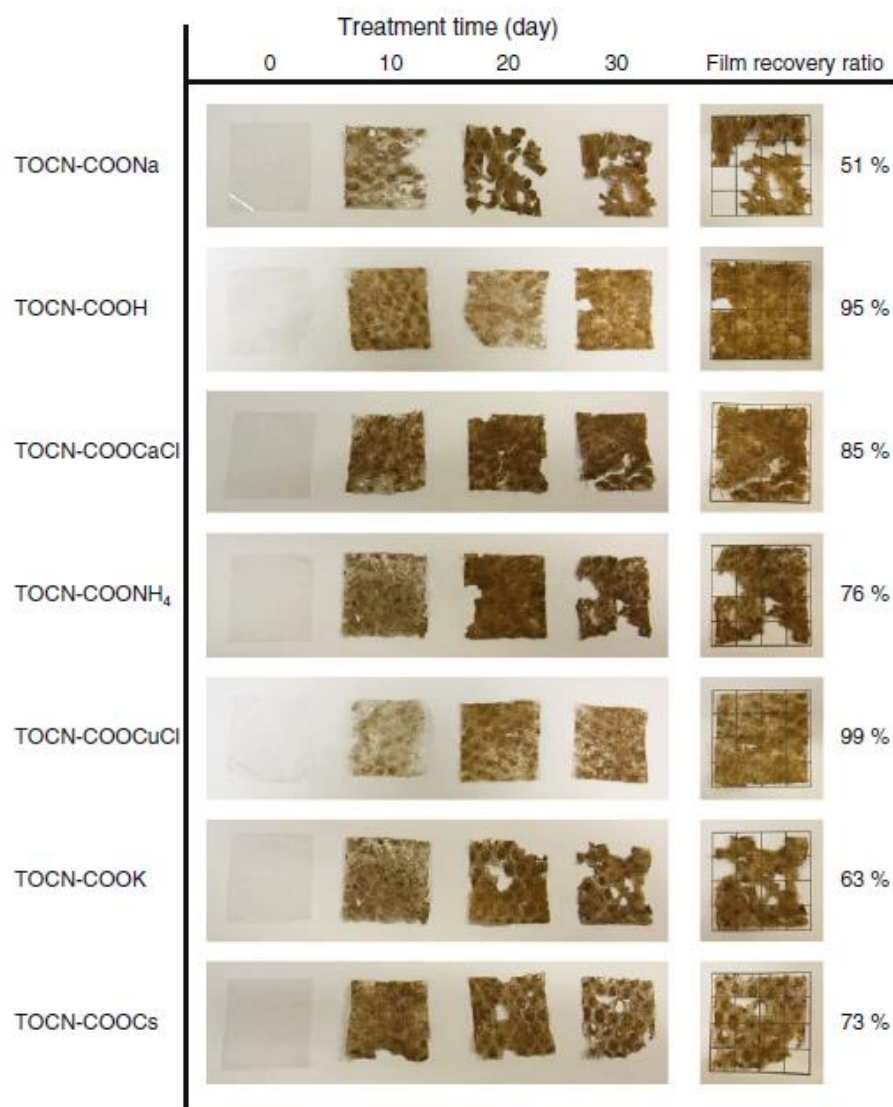 Treatment time (day)
0 10 20 30 Film recovery ratio
TOCN-COONa 51 %
TOCN-COOH 95 %
TOCN-COOCaCl 85 %
TOCN-COONH₄ 76 %
TOCN-COOCuCl 99 %
TOCN-COOK 63 %
TOCN-COOCs 73 %